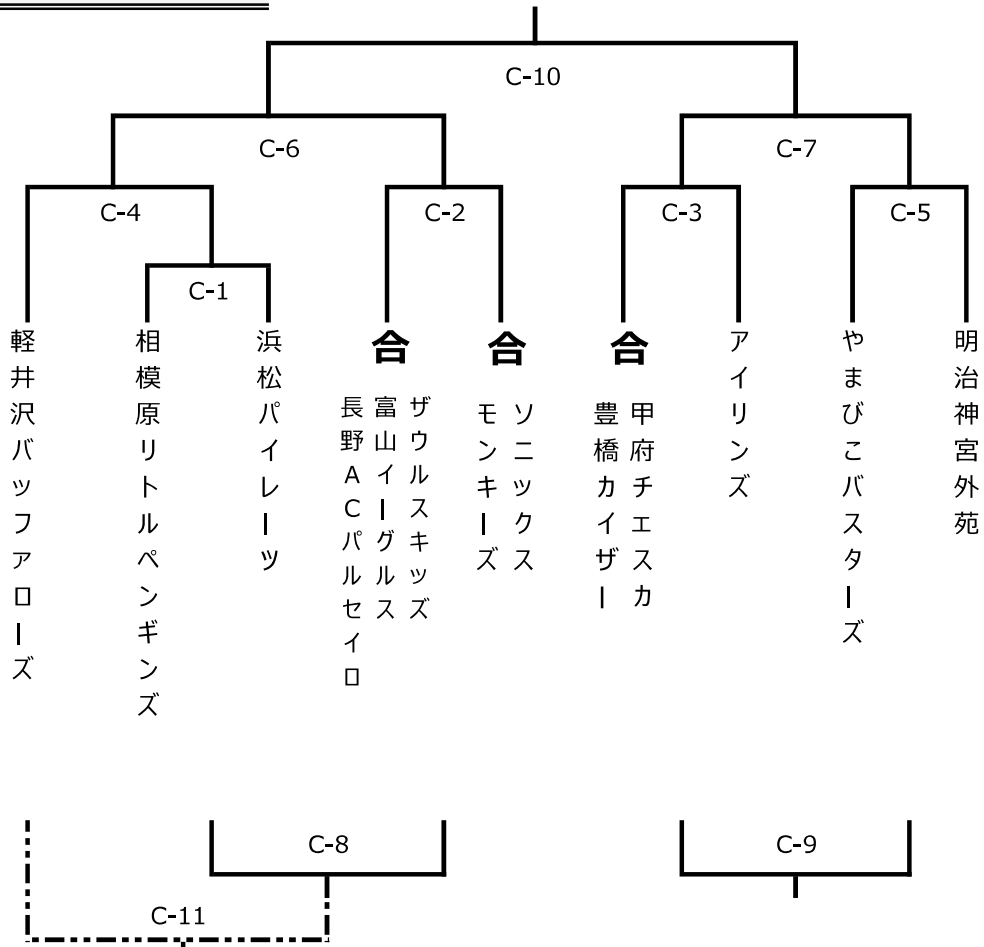 C-10
C-6
C-7
C-4
C-2
C-3
C-5
C-1
軽井沢バッファローズ
相模原リトルペンギンズ
浜松パイレーツ
合
長野ACパルセイロ
富山イーグルス
ザウルスキッズ
合
モンキーズ
ソニックス
合
豊橋カイザー
甲府チエスカ
アイリンズ
やまびこバスターズ
明治神宮外苑
C-8
C-9
C-11